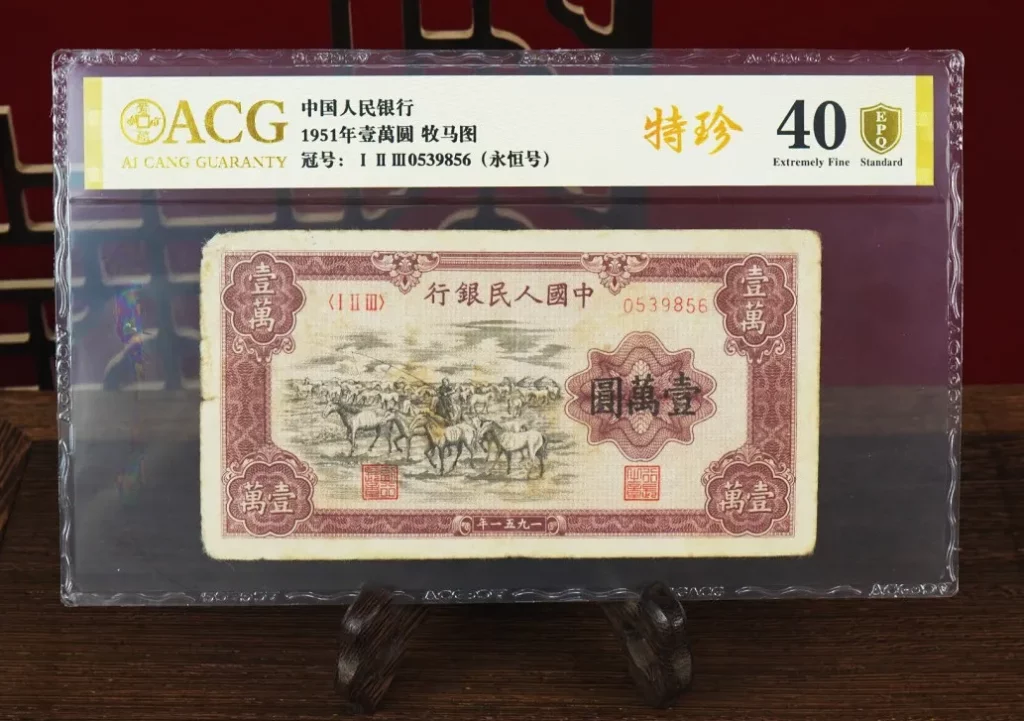 ACG
AI CANG GUARANTY
中国人民银行
1951年壹萬圆 牧马图
冠号：ⅠⅡⅢ0539856（永恒号）
特珍
40
Extremely Fine
EPQ
Standard
壹萬
壹萬
〈ⅠⅡⅢ〉
行銀民人國中
0539856
圓萬壹
萬壹
萬壹
年一五九一